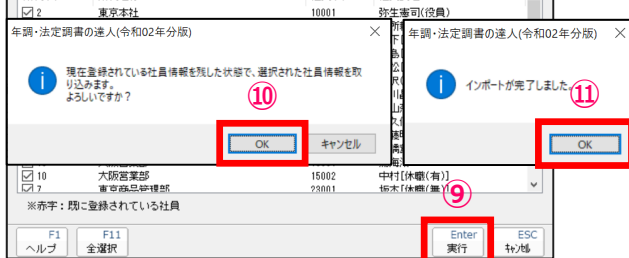 2 東京本社 10001 弥生憲司(役員)
年調・法定調書の達人(令和02年分版)
現在登録されている社員情報を残した状態で、選択された社員情報を取
り込みます。
よろしいですか?
⑩
OK キャンセル
年調・法定調書の達人(令和02年分版)
インポートが完了しました。
⑪
OK
10 大阪営業部 15002 中村[休職(有)]
7 東京商品管理部 23001 坂本[休職(無)]
⑨
※赤字:既に登録されている社員
F1 F11 Enter ESC
ヘルプ 全選択 実行 キャンセル